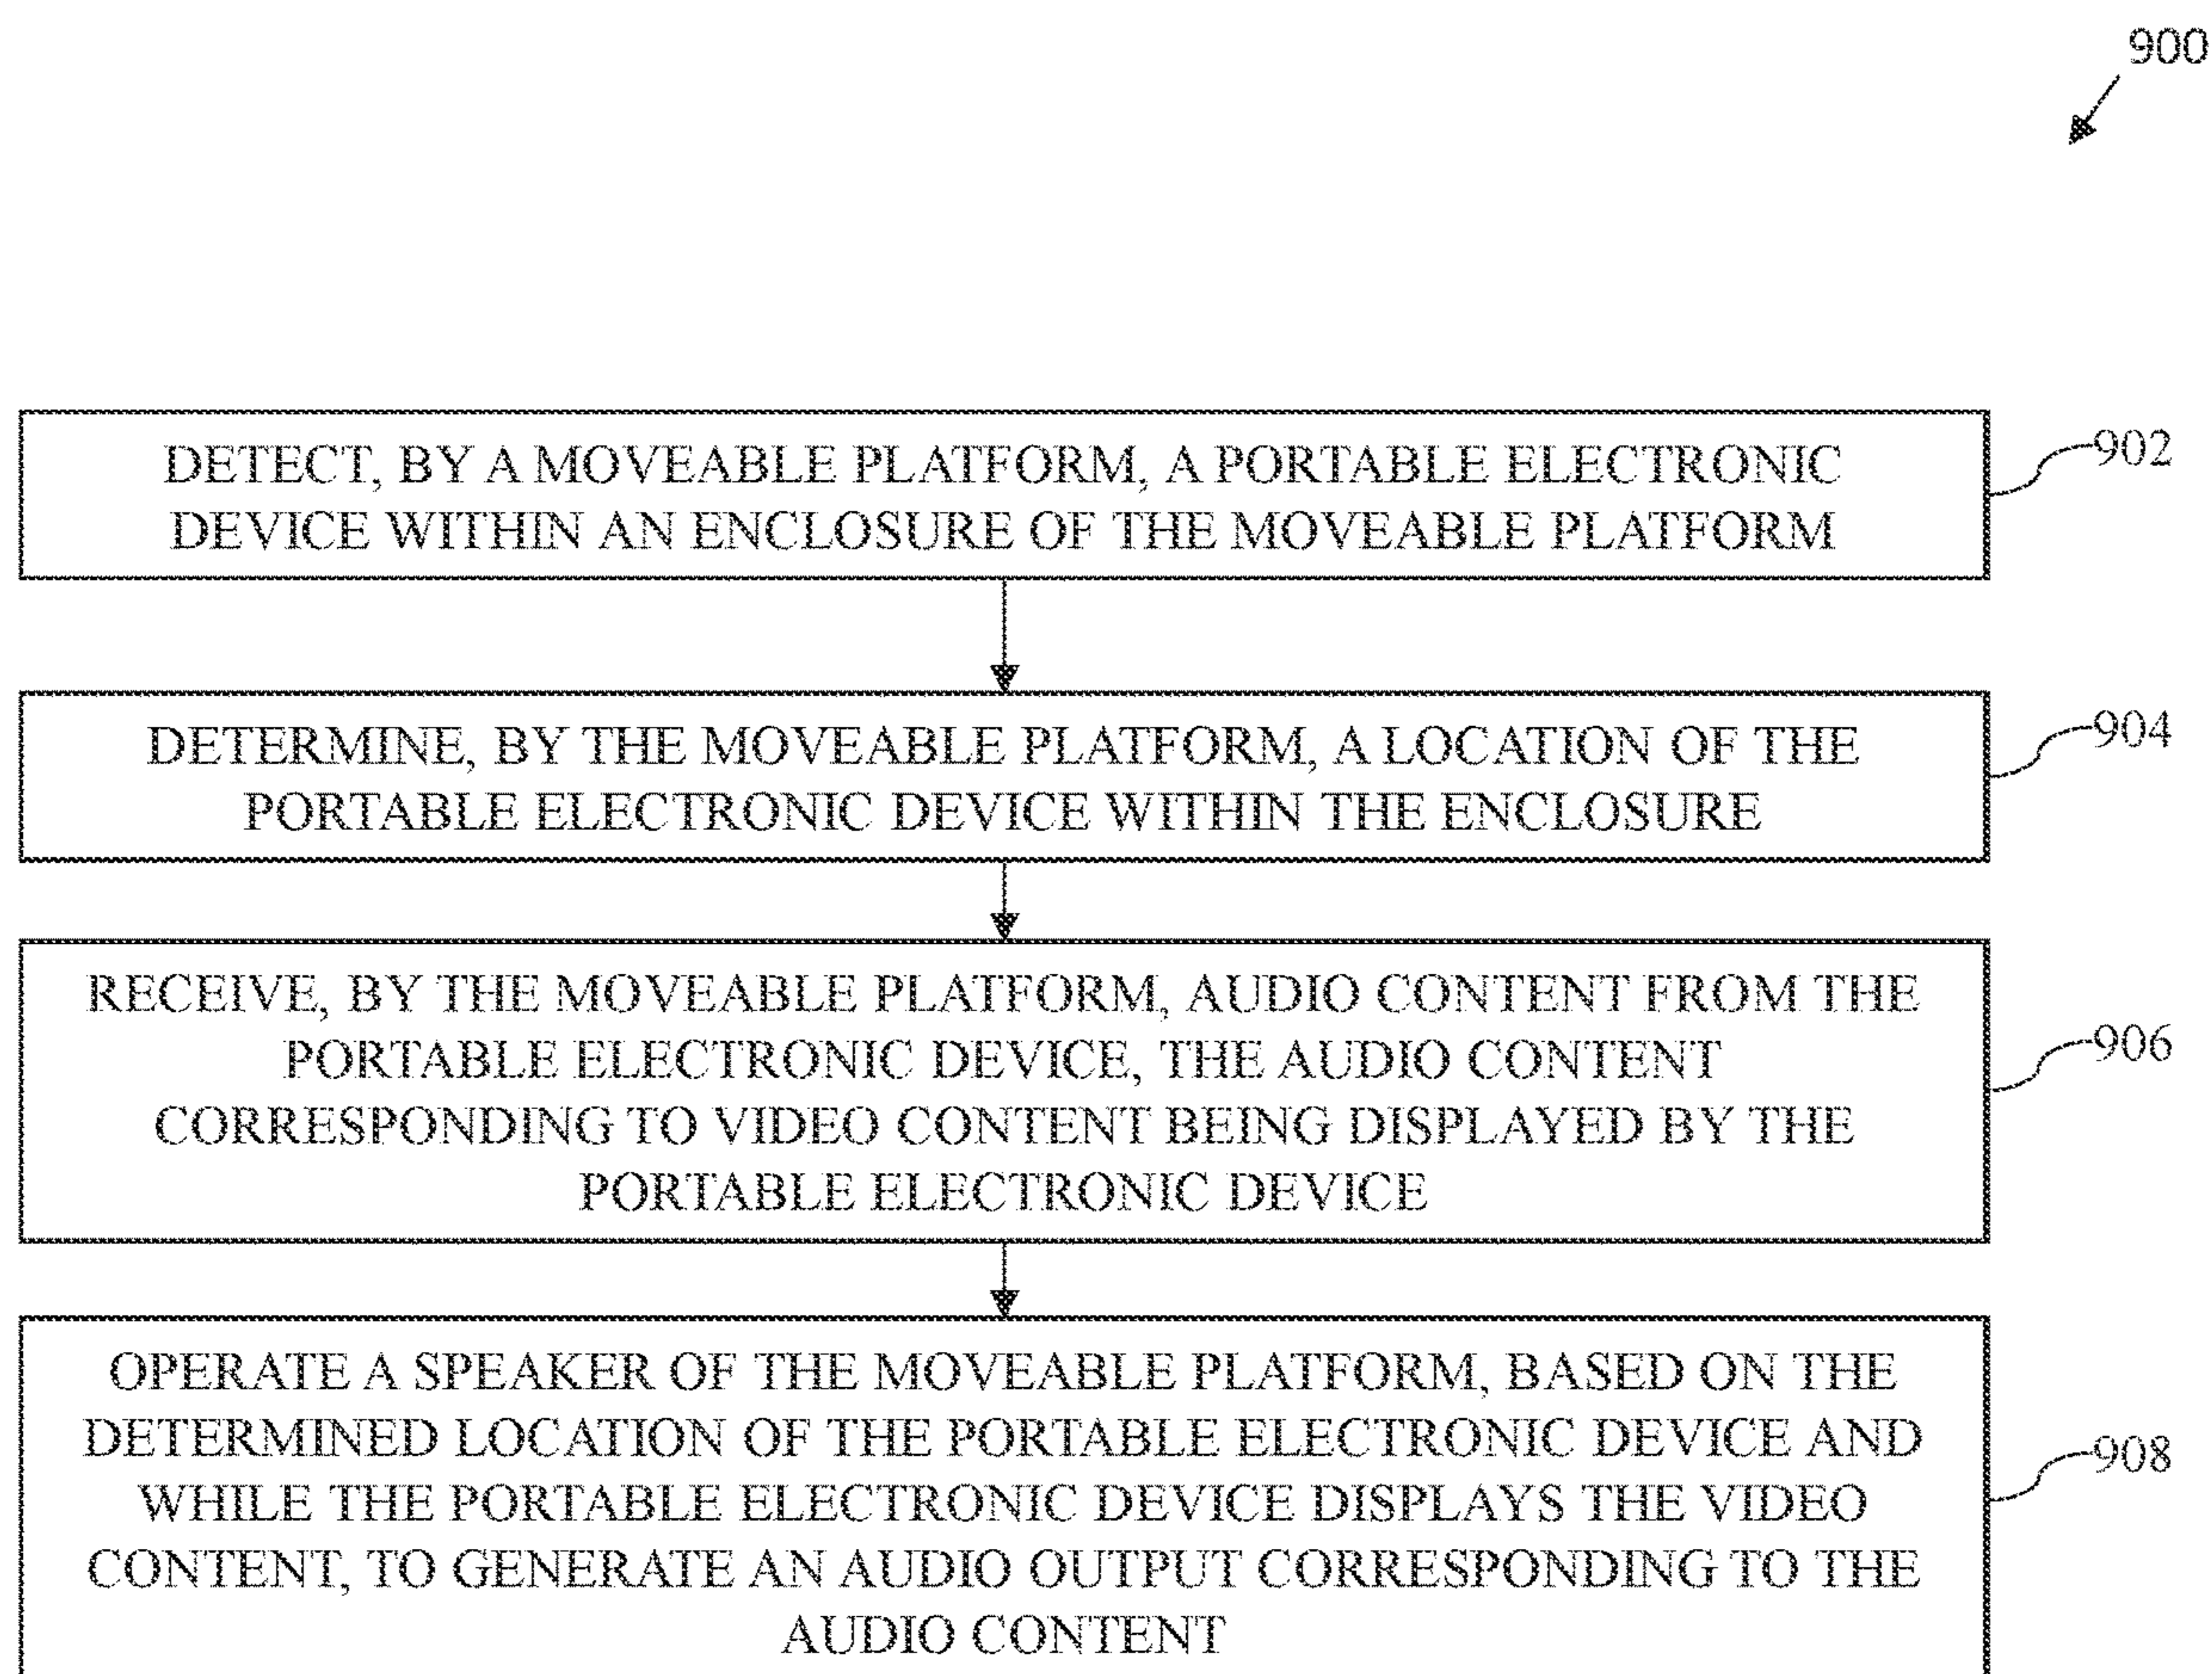 900
DETECT, BY A MOVEABLE PLATFORM, A PORTABLE ELECTRONIC
DEVICE WITHIN AN ENCLOSURE OF THE MOVEABLE PLATFORM
902
DETERMINE, BY THE MOVEABLE PLATFORM, A LOCATION OF THE
PORTABLE ELECTRONIC DEVICE WITHIN THE ENCLOSURE
904
RECEIVE, BY THE MOVEABLE PLATFORM, AUDIO CONTENT FROM THE
PORTABLE ELECTRONIC DEVICE, THE AUDIO CONTENT
CORRESPONDING TO VIDEO CONTENT BEING DISPLAYED BY THE
PORTABLE ELECTRONIC DEVICE
906
OPERATE A SPEAKER OF THE MOVEABLE PLATFORM, BASED ON THE
DETERMINED LOCATION OF THE PORTABLE ELECTRONIC DEVICE AND
WHILE THE PORTABLE ELECTRONIC DEVICE DISPLAYS THE VIDEO
CONTENT, TO GENERATE AN AUDIO OUTPUT CORRESPONDING TO THE
AUDIO CONTENT
908